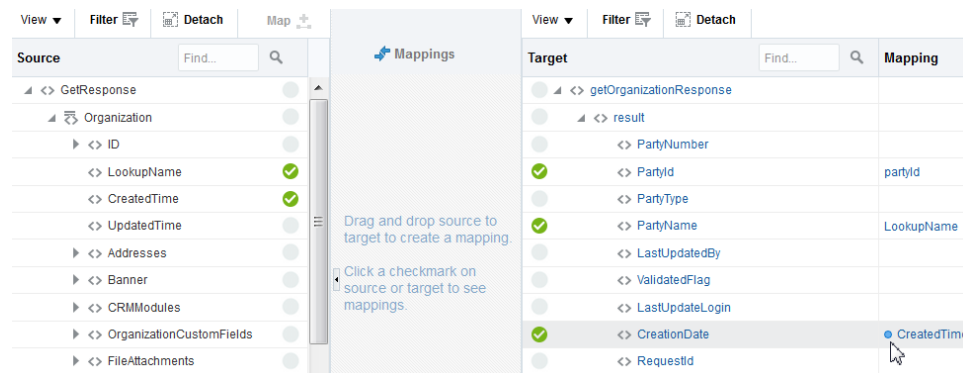 View Filter Detach Map
Source Find...
GetResponse
Organization
ID
LookupName
CreatedTime
UpdatedTime
Addresses
Banner
CRMModules
OrganizationCustomFields
FileAttachments
Mappings
Drag and drop source to
target to create a mapping.
Click a checkmark on
source or target to see
mappings.
View Filter Detach
Target Find... Mapping
getOrganizationResponse
result
PartyNumber
PartyId partyId
PartyType
PartyName LookupName
LastUpdatedBy
ValidatedFlag
LastUpdateLogin
CreationDate CreatedTime
RequestId